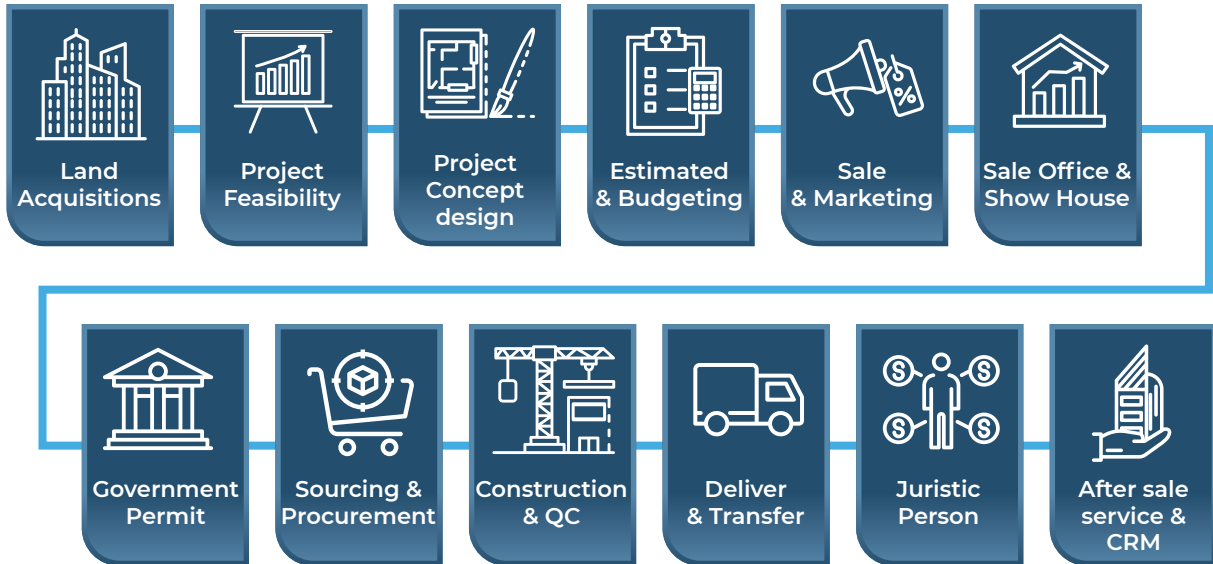 Land
Acquisitions
Project
Feasibility
Project
Concept
design
Estimated
& Budgeting
%
Sale
& Marketing
Sale Office &
Show House
Government
Permit
Sourcing &
Procurement
Construction
& QC
Deliver
& Transfer
S S
S S
Juristic
Person
After sale
service &
CRM